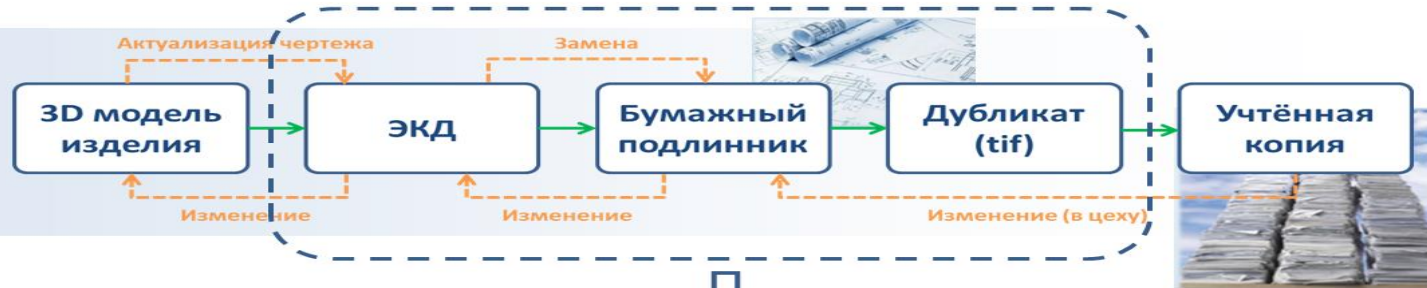 Актуализация чертежа
Замена
3D модель
изделия
ЭКД
Бумажный
подлинник
Дубликат
(tif)
Учтённая
копия
Изменение
Изменение
Изменение (в цеху)